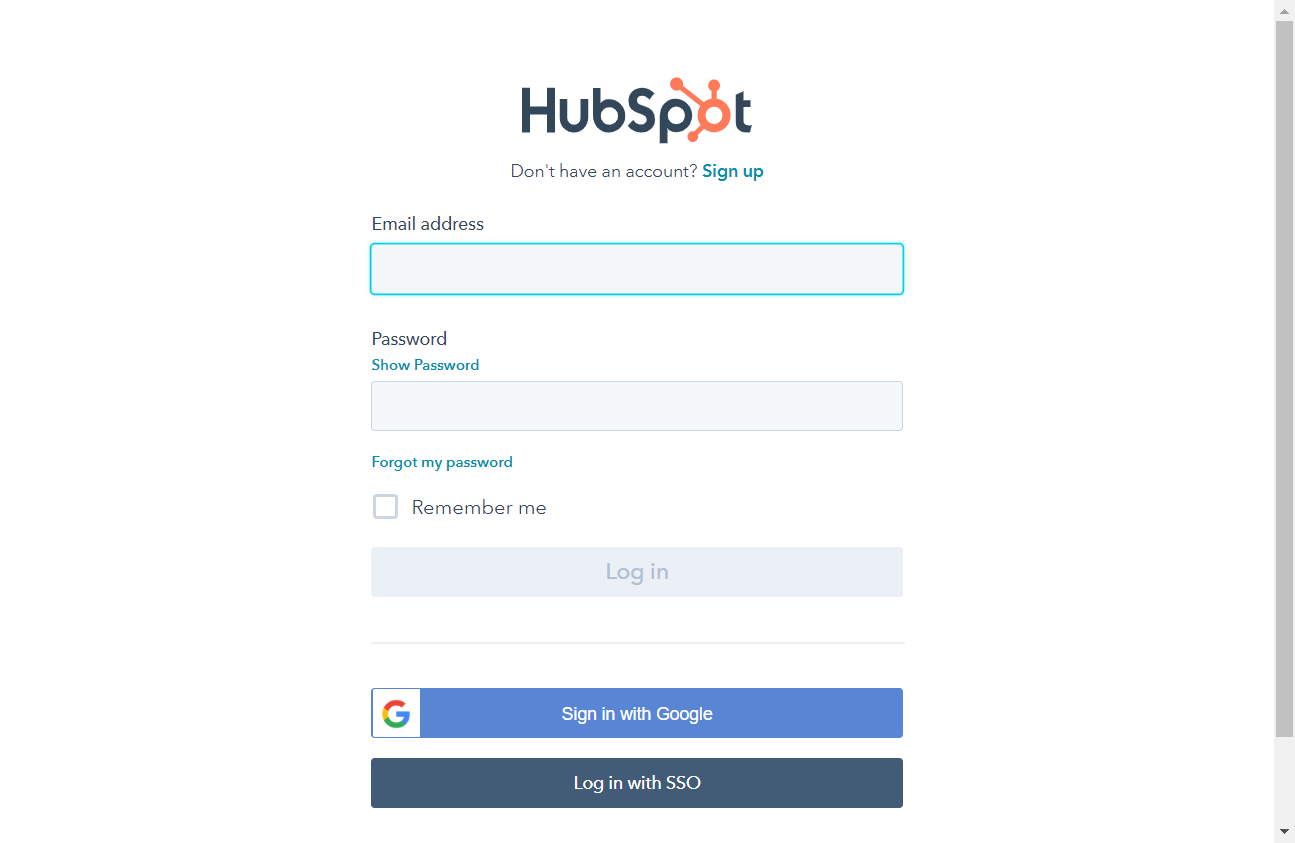 HubSpot
Don't have an account? Sign up
Email address
Password
Show Password
Forgot my password
Remember me
Log in
Sign in with Google
Log in with SSO